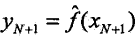 y_{N+1} = \hat{f}(x_{N+1})